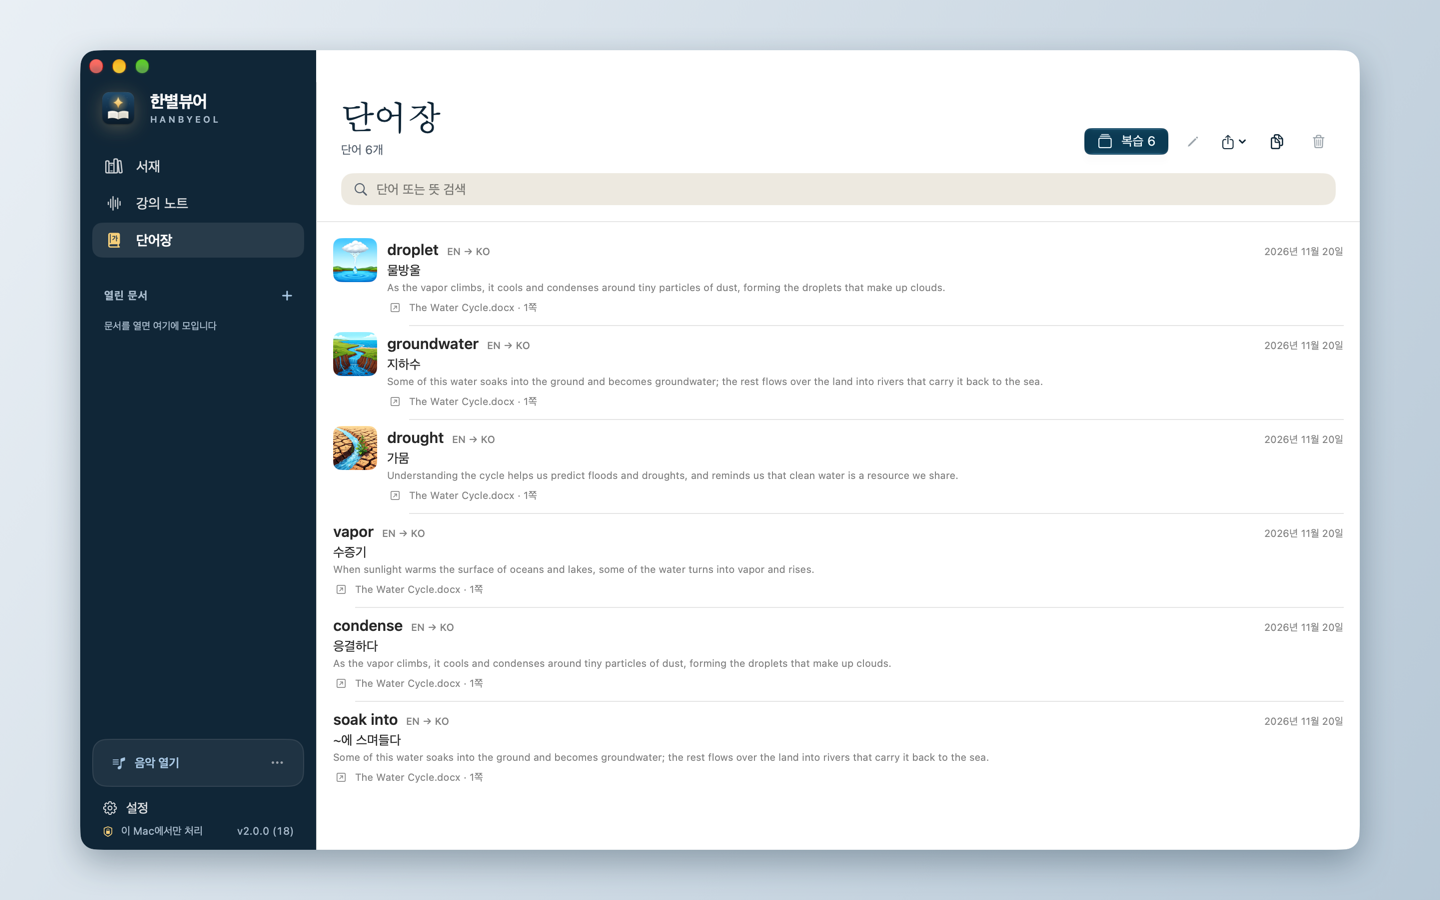 한별뷰어
HANBYEOL
서재
강의 노트
단어장
열린 문서
문서를 열면 여기에 모입니다
음악 열기
설정
이 Mac에서만 처리 v2.0.0 (18)
단어장
단어 6개
복습 6
단어 또는 뜻 검색
droplet EN → KO 2026년 11월 20일
물방울
As the vapor climbs, it cools and condenses around tiny particles of dust, forming the droplets that make up clouds.
The Water Cycle.docx · 1쪽
groundwater EN → KO 2026년 11월 20일
지하수
Some of this water soaks into the ground and becomes groundwater; the rest flows over the land into rivers that carry it back to the sea.
The Water Cycle.docx · 1쪽
drought EN → KO 2026년 11월 20일
가뭄
Understanding the cycle helps us predict floods and droughts, and reminds us that clean water is a resource we share.
The Water Cycle.docx · 1쪽
vapor EN → KO 2026년 11월 20일
수증기
When sunlight warms the surface of oceans and lakes, some of the water turns into vapor and rises.
The Water Cycle.docx · 1쪽
condense EN → KO 2026년 11월 20일
응결하다
As the vapor climbs, it cools and condenses around tiny particles of dust, forming the droplets that make up clouds.
The Water Cycle.docx · 1쪽
soak into EN → KO 2026년 11월 20일
~에 스며들다
Some of this water soaks into the ground and becomes groundwater; the rest flows over the land into rivers that carry it back to the sea.
The Water Cycle.docx · 1쪽